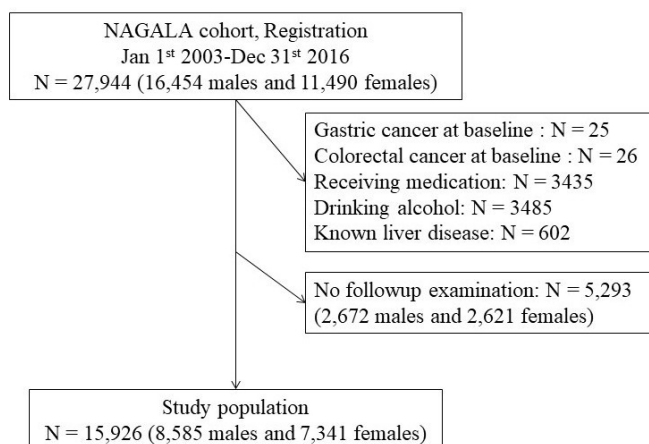 NAGALA cohort, Registration
Jan 1st 2003-Dec 31st 2016
N = 27,944 (16,454 males and 11,490 females)
Gastric cancer at baseline : N = 25
Colorectal cancer at baseline : N = 26
Receiving medication: N = 3435
Drinking alcohol: N = 3485
Known liver disease: N = 602
No followup examination: N = 5,293
(2,672 males and 2,621 females)
Study population
N = 15,926 (8,585 males and 7,341 females)